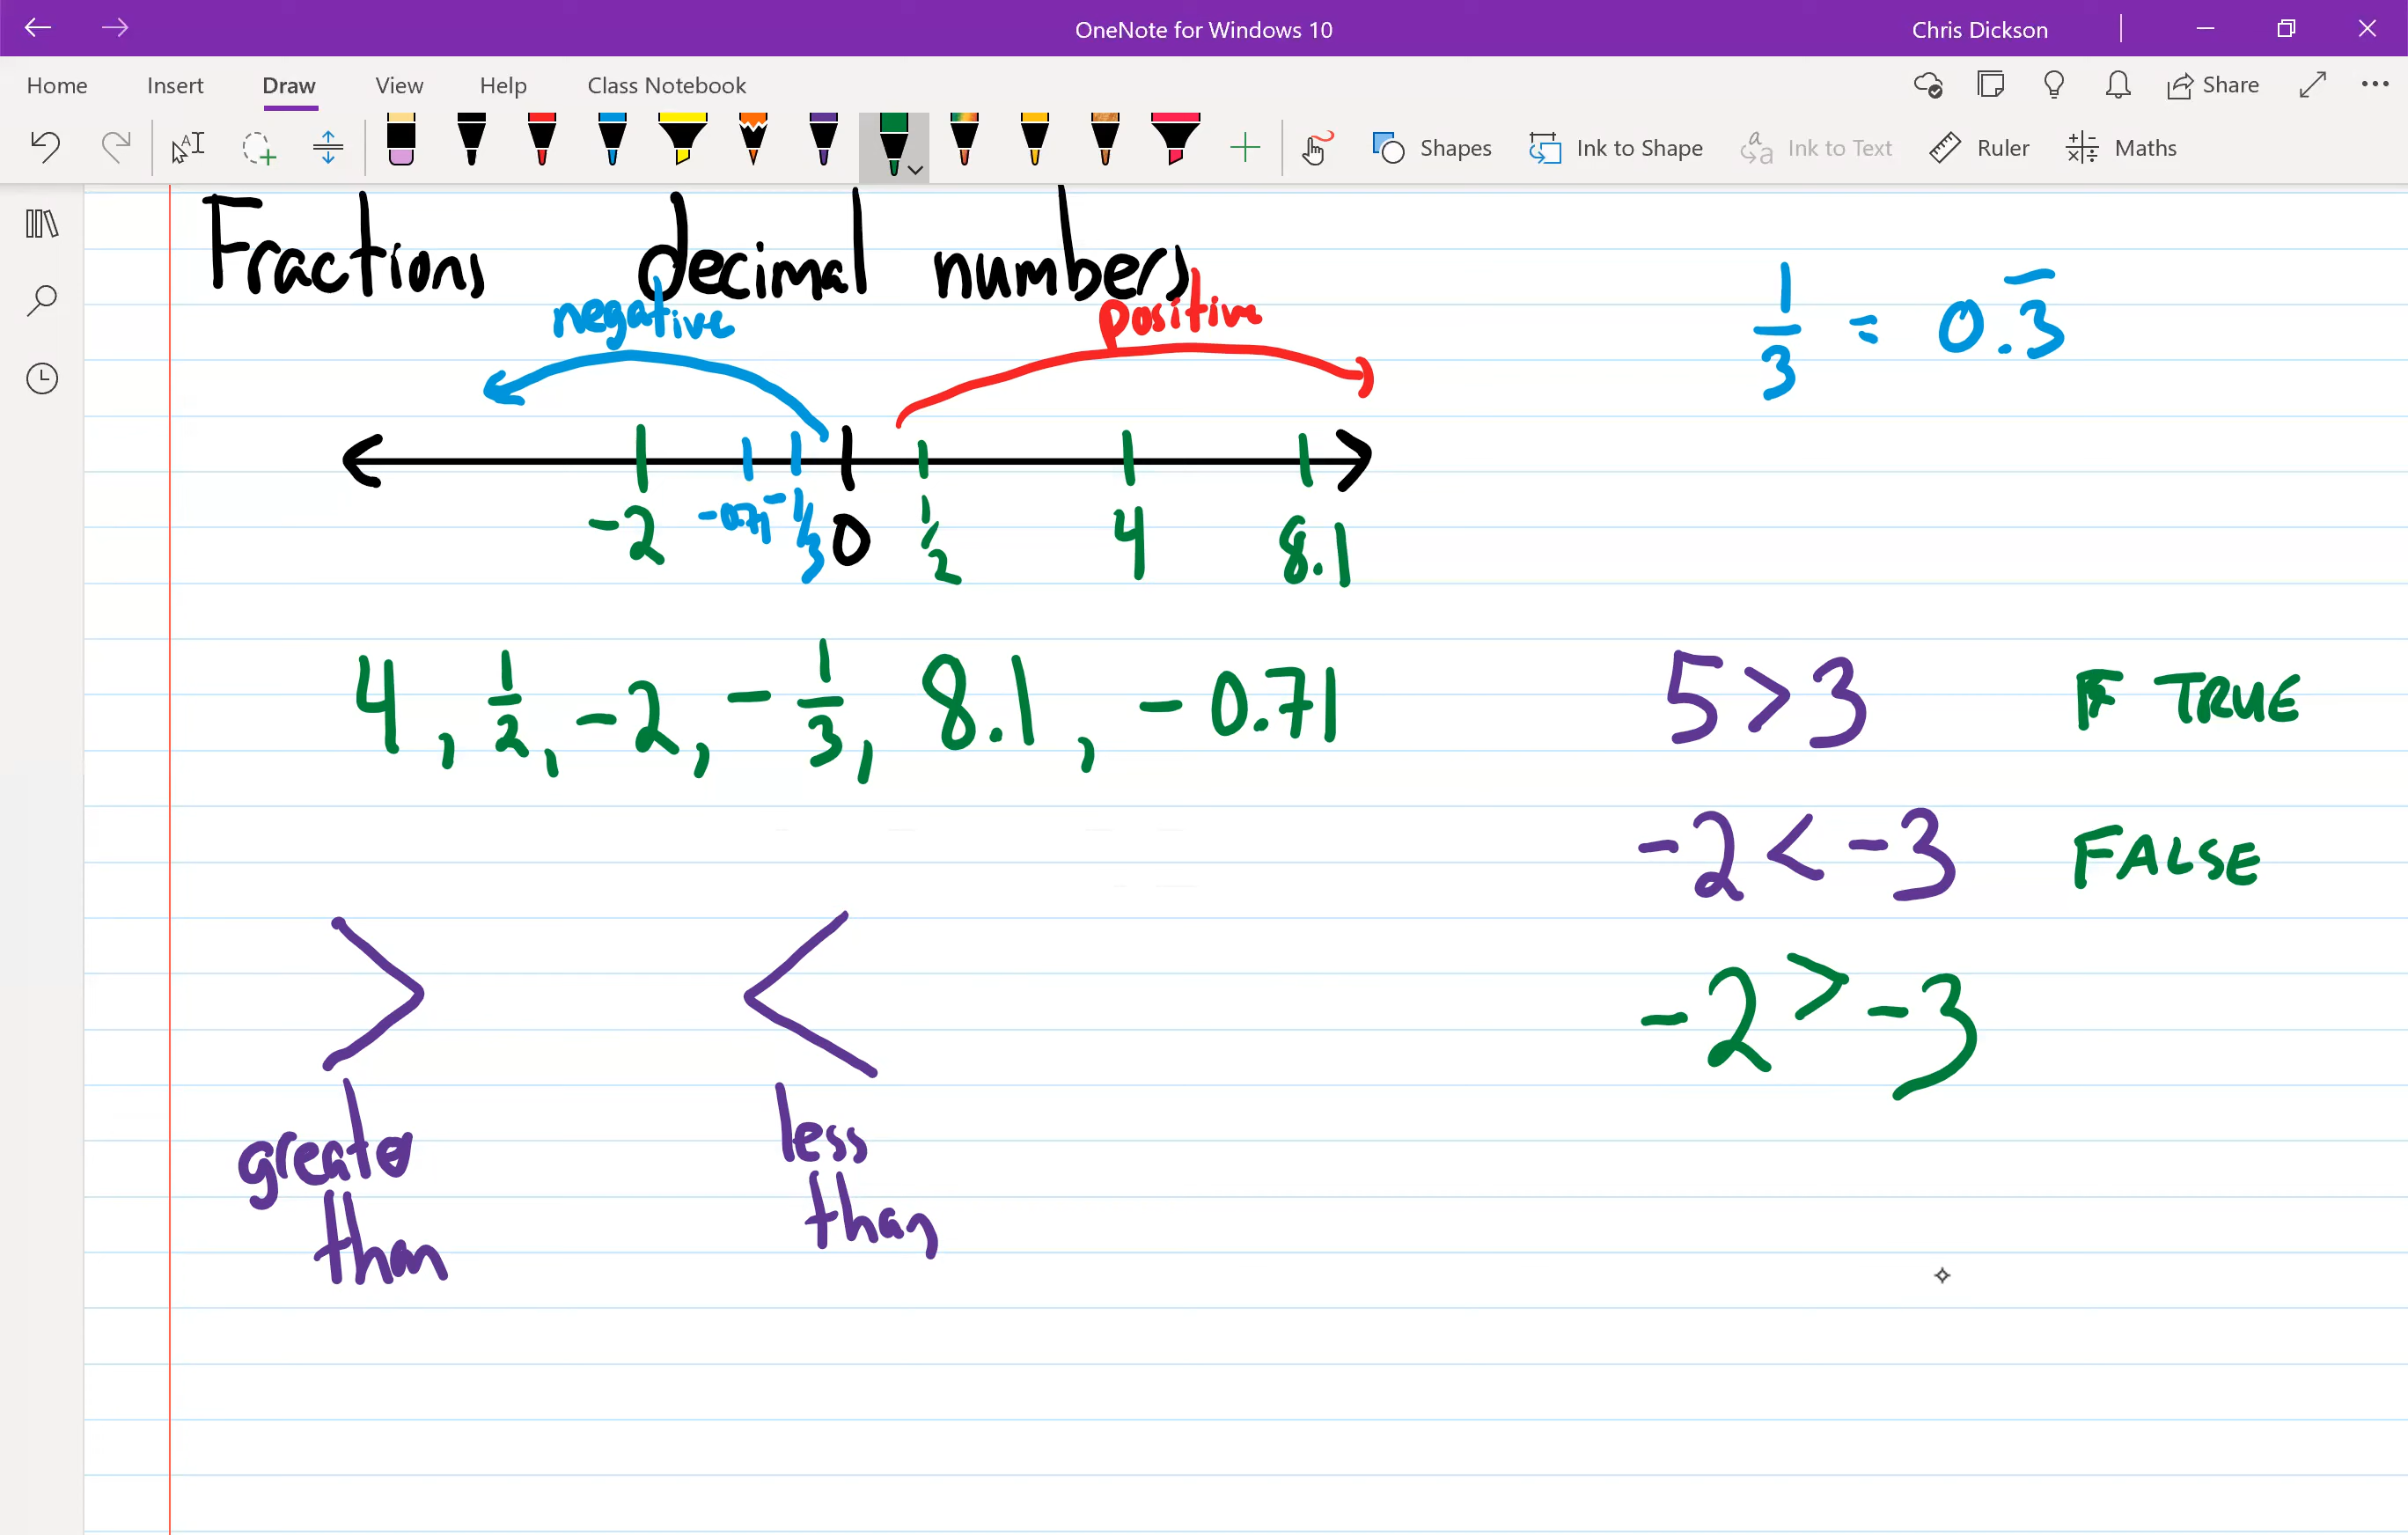 OneNote for Windows 10 Chris Dickson
Home Insert Draw View Help Class Notebook Share
Shapes Ink to Shape Ink to Text Ruler Maths
Fractions decimal numbers
negative positive
1/3 = 0.3̅
-2 -0.71 -1/3 0 1/2 4 8.1
4, 1/2, -2, -1/3, 8.1, -0.71
5 > 3 TRUE
-2 < -3 FALSE
-2 > -3
> <
greater less
than than